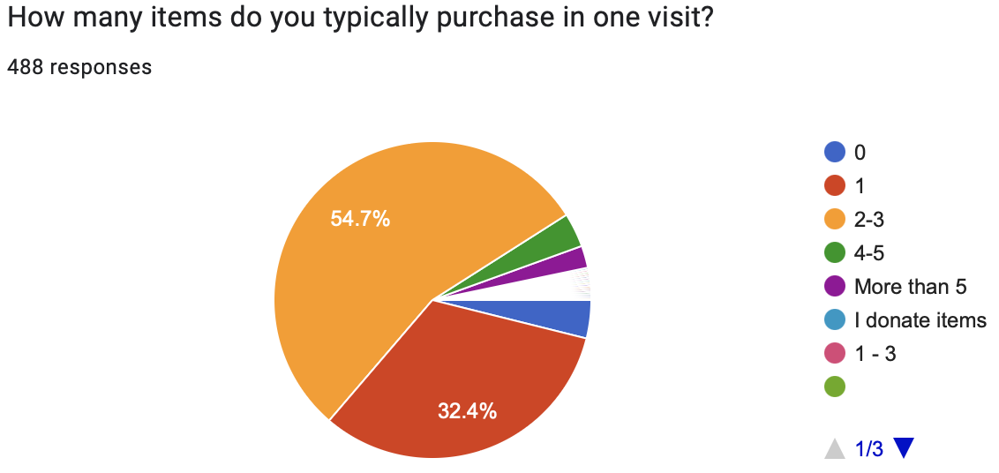 How many items do you typically purchase in one visit?
488 responses
54.7%
32.4%
0
1
2-3
4-5
More than 5
I donate items
1 - 3
1/3